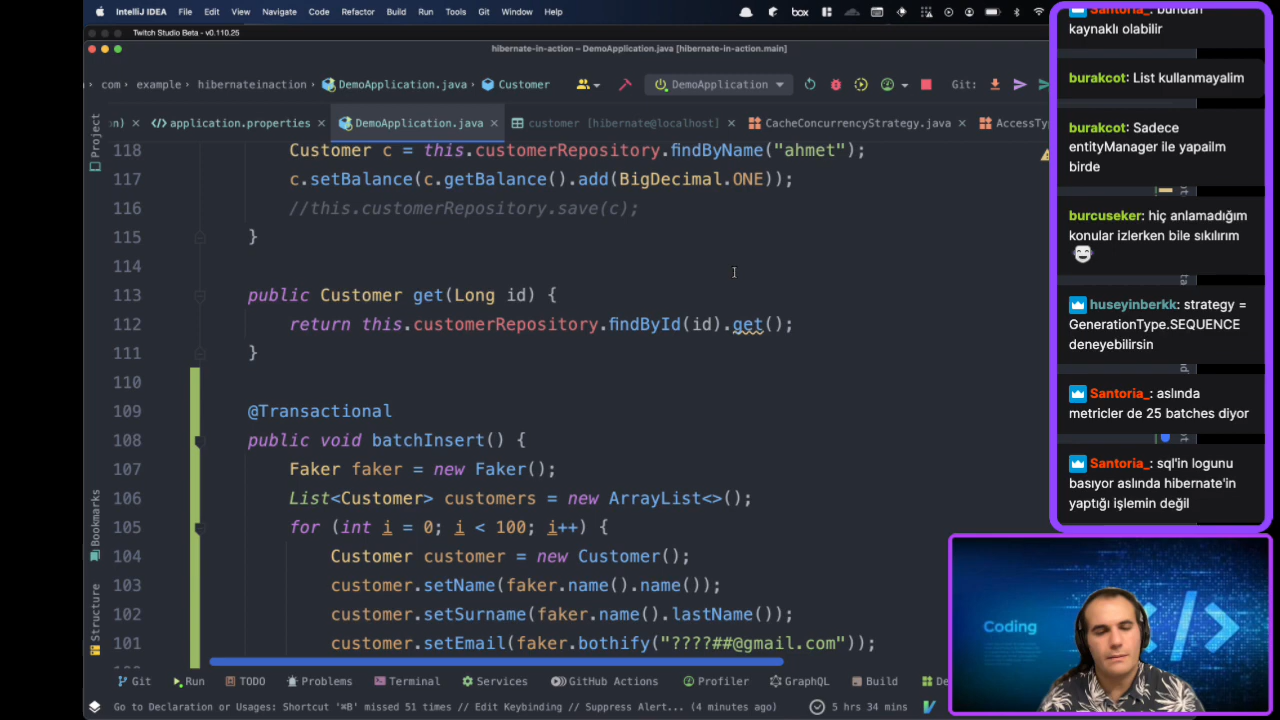 IntelliJ IDEA File Edit View Navigate Code Refactor Build Run Tools Git Window Help
Twitch Studio Beta - v0.110.25
hibernate-in-action – DemoApplication.java [hibernate-in-action.main]
com example hibernateinaction DemoApplication.java Customer DemoApplication Git:
application.properties DemoApplication.java customer [hibernate@localhost] CacheConcurrencyStrategy.java AccessTy
118 Customer c = this.customerRepository.findByName("ahmet");
117 c.setBalance(c.getBalance().add(BigDecimal.ONE));
116 //this.customerRepository.save(c);
115 }
114
113 public Customer get(Long id) {
112 return this.customerRepository.findById(id).get();
111 }
110
109 @Transactional
108 public void batchInsert() {
107 Faker faker = new Faker();
106 List<Customer> customers = new ArrayList<>();
105 for (int i = 0; i < 100; i++) {
104 Customer customer = new Customer();
103 customer.setName(faker.name().name());
102 customer.setSurname(faker.name().lastName());
101 customer.setEmail(faker.bothify("????##@gmail.com"));
Project
Bookmarks
Structure
Git Run TODO Problems Terminal Services GitHub Actions Profiler GraphQL Build De
Go to Declaration or Usages: Shortcut '⌘B' missed 51 times // Edit Keybinding // Suppress Alert... (4 minutes ago) 5 hrs 34 mins
Santoria_: bundan
kaynaklı olabilir
burakcot: List kullanmayalim
burakcot: Sadece
entityManager ile yapailm
birde
burcuseker: hiç anlamadığım
konular izlerken bile sıkılırım
huseyinberkk: strategy =
GenerationType.SEQUENCE
deneyebilirsin
Santoria_: aslında
metricler de 25 batches diyor
Santoria_: sql'in logunu
basıyor aslında hibernate'in
yaptığı işlemin değil
Coding